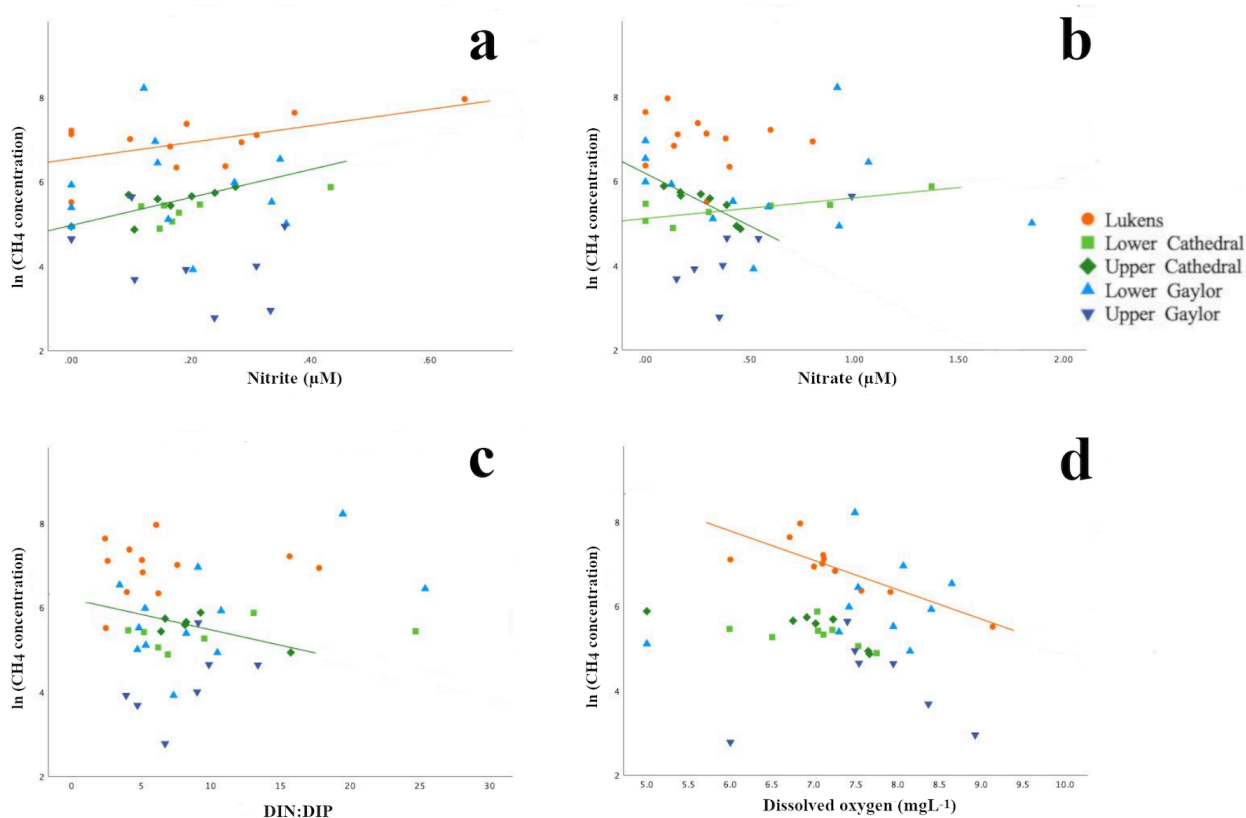 a
8
6
4
2
.00 .20 .40 .60
Nitrite (µM)
ln (CH4 concentration)
b
8
6
4
2
.00 .50 1.00 1.50 2.00
Nitrate (µM)
ln (CH4 concentration)
Lukens
Lower Cathedral
Upper Cathedral
Lower Gaylor
Upper Gaylor
c
8
6
4
2
0 5 10 15 20 25 30
DIN:DIP
ln (CH4 concentration)
d
8
6
4
2
5.0 6.0 6.5 7.0 7.5 8.0 8.5 9.0 9.5 10.0
Dissolved oxygen (mgL-1)
ln (CH4 concentration)